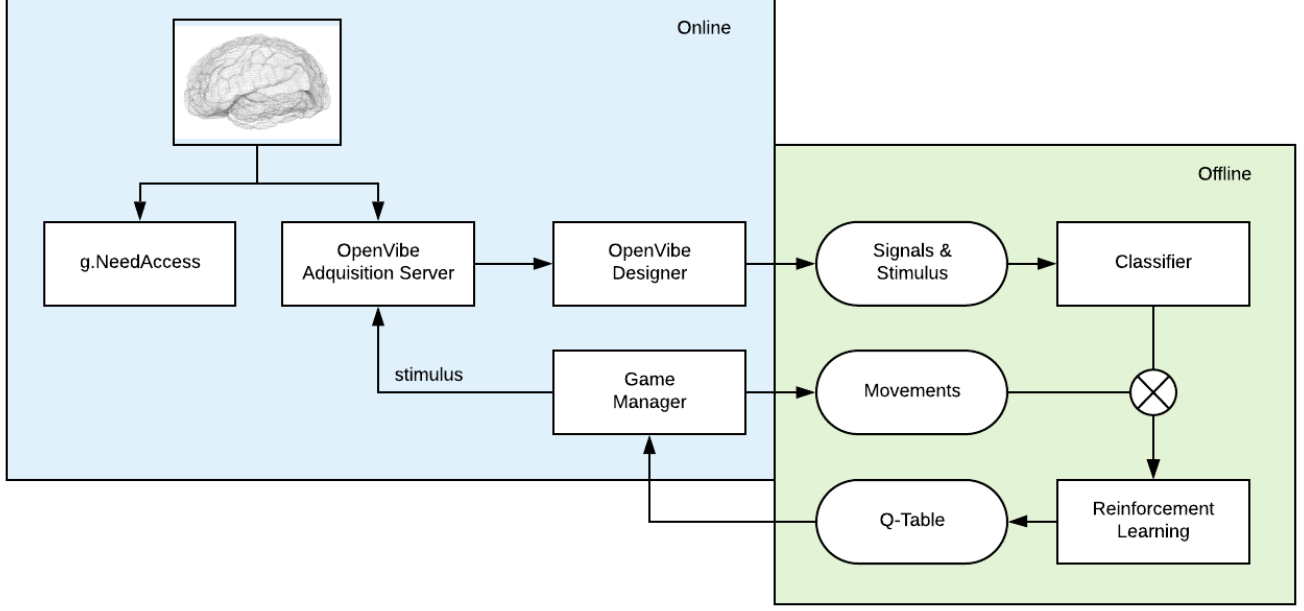 Online
Offline
g.NeedAccess
OpenVibe
Adquisition Server
OpenVibe
Designer
Signals &
Stimulus
Classifier
stimulus
Game
Manager
Movements
Q-Table
Reinforcement
Learning